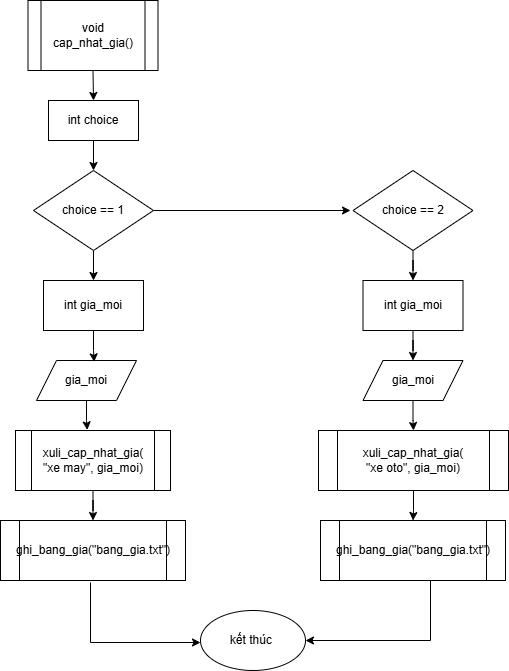 void
cap_nhat_gia()
int choice
choice == 1
choice == 2
int gia_moi
int gia_moi
gia_moi
gia_moi
xuli_cap_nhat_gia(
"xe may", gia_moi)
xuli_cap_nhat_gia(
"xe oto", gia_moi)
ghi_bang_gia("bang_gia.txt")
ghi_bang_gia("bang_gia.txt")
kết thúc